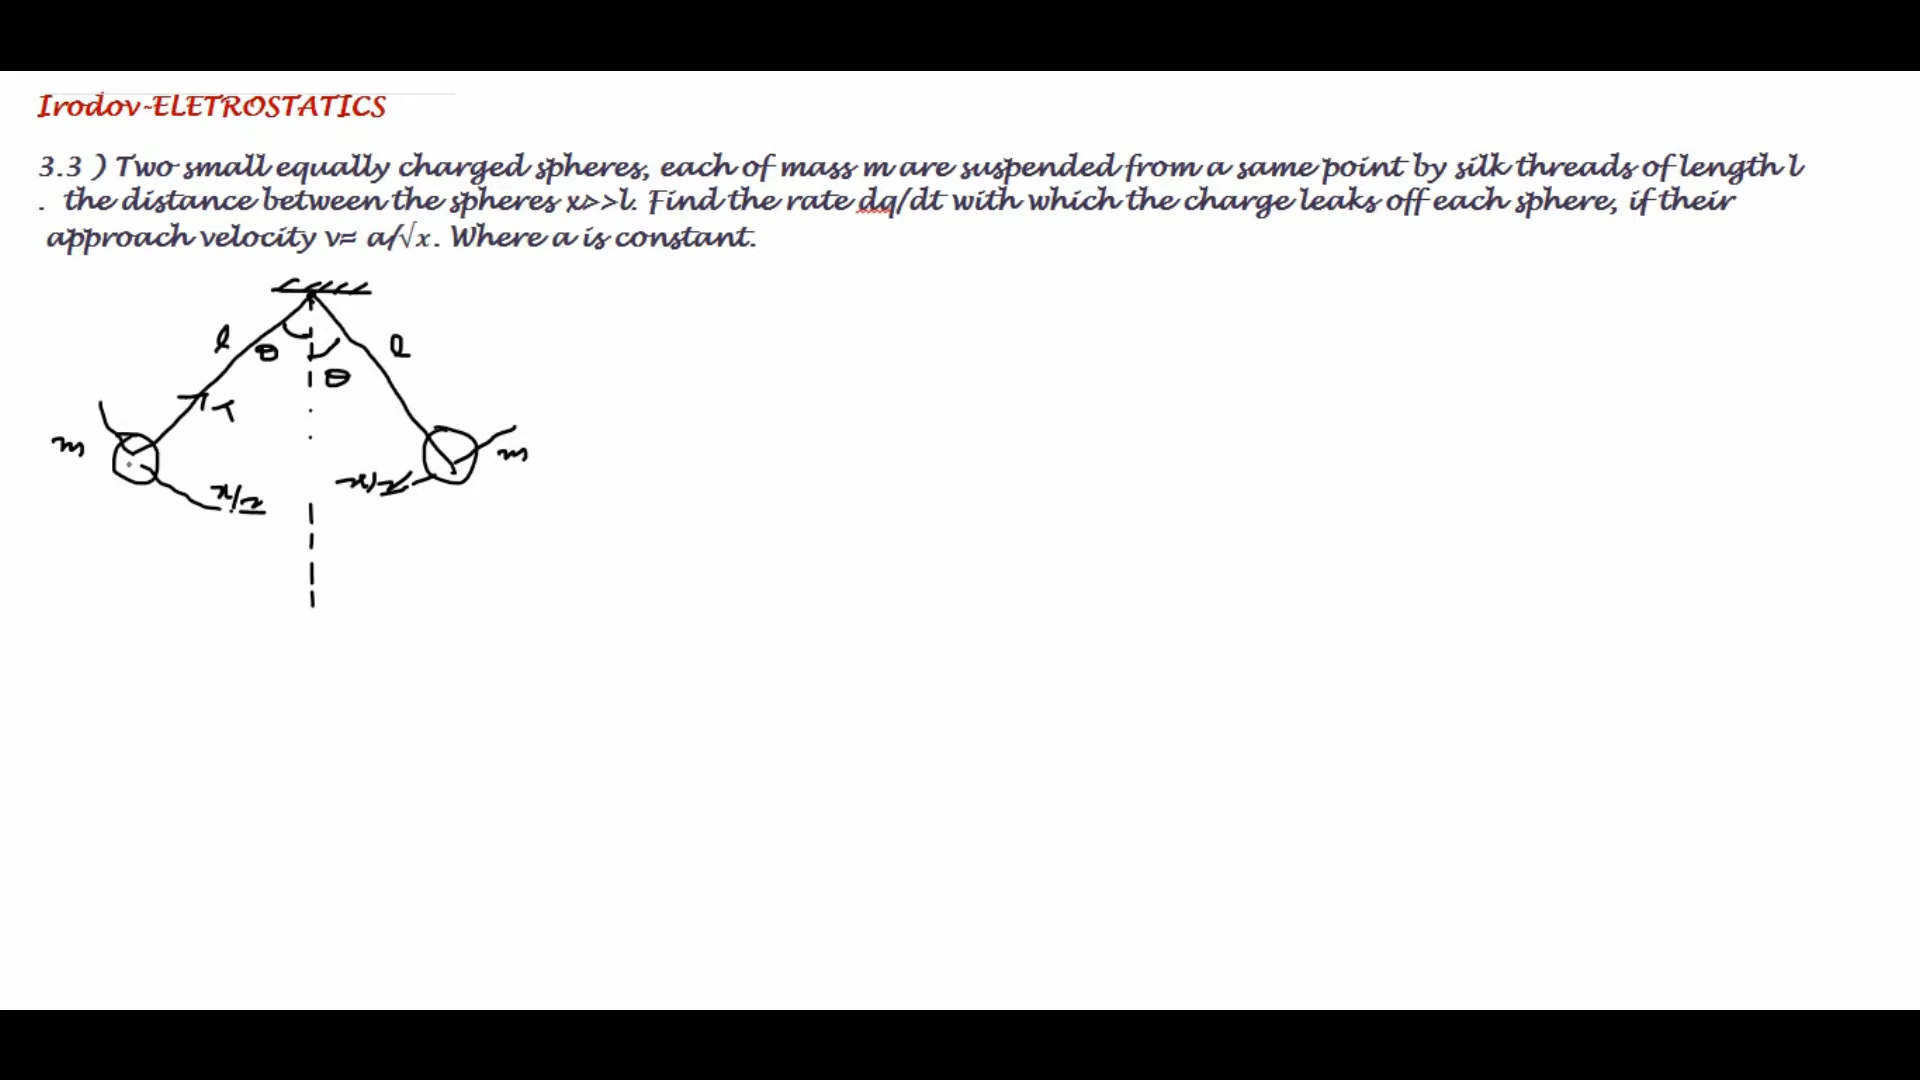 Irodov-ELETROSTATICS
3.3 ) Two small equally charged spheres, each of mass m are suspended from a same point by silk threads of length l
. the distance between the spheres x>>l. Find the rate dq/dt with which the charge leaks off each sphere, if their
approach velocity v= a/√x. Where a is constant.
l
l
θ
θ
T
m
m
x/2
x/2